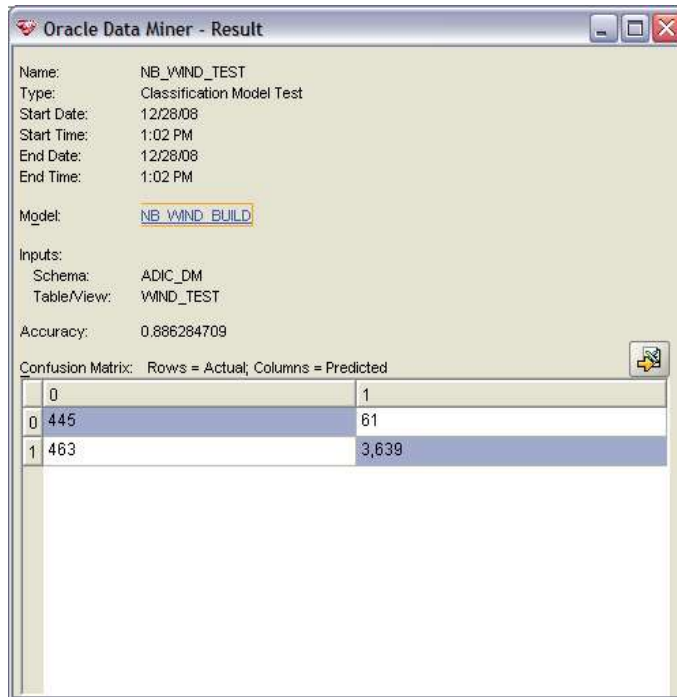 Oracle Data Miner - Result
Name: NB_WIND_TEST
Type: Classification Model Test
Start Date: 12/28/08
Start Time: 1:02 PM
End Date: 12/28/08
End Time: 1:02 PM
Model: NB_WIND_BUILD
Inputs:
Schema: ADIC_DM
Table/View: WIND_TEST
Accuracy: 0.886284709
Confusion Matrix: Rows = Actual; Columns = Predicted
0 1
0 445 61
1 463 3,639